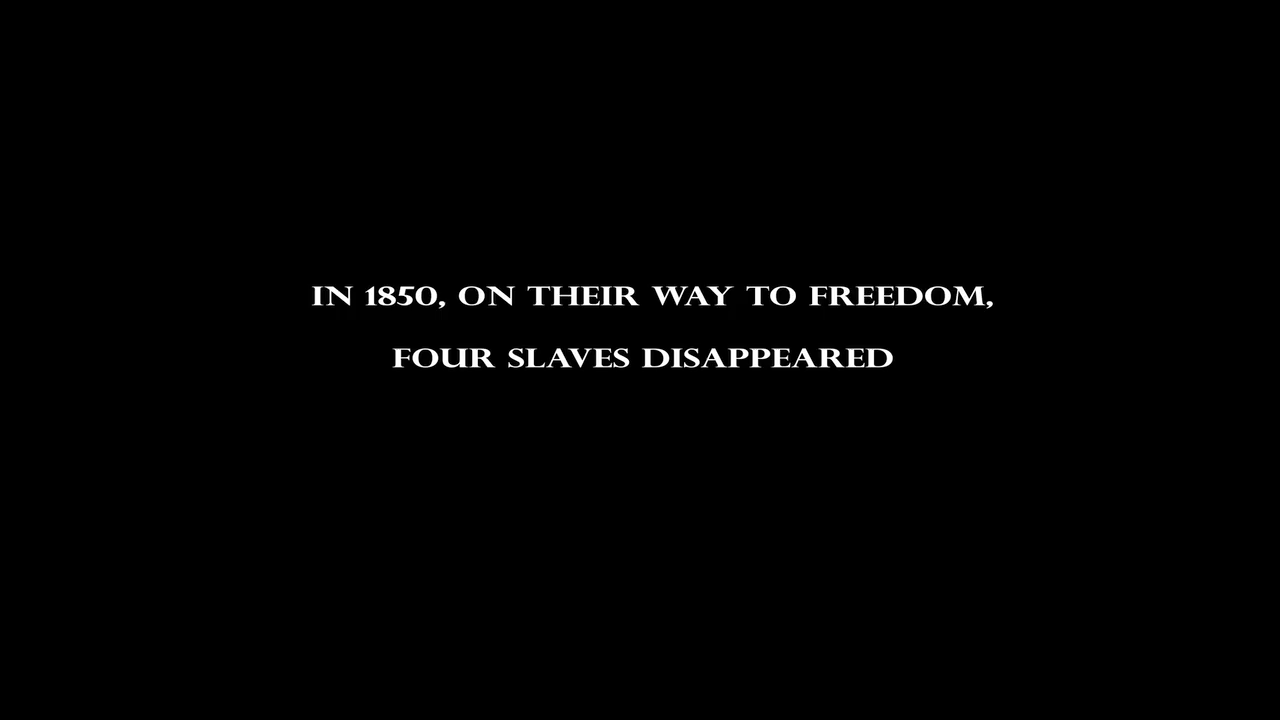 IN 1850, ON THEIR WAY TO FREEDOM,
FOUR SLAVES DISAPPEARED